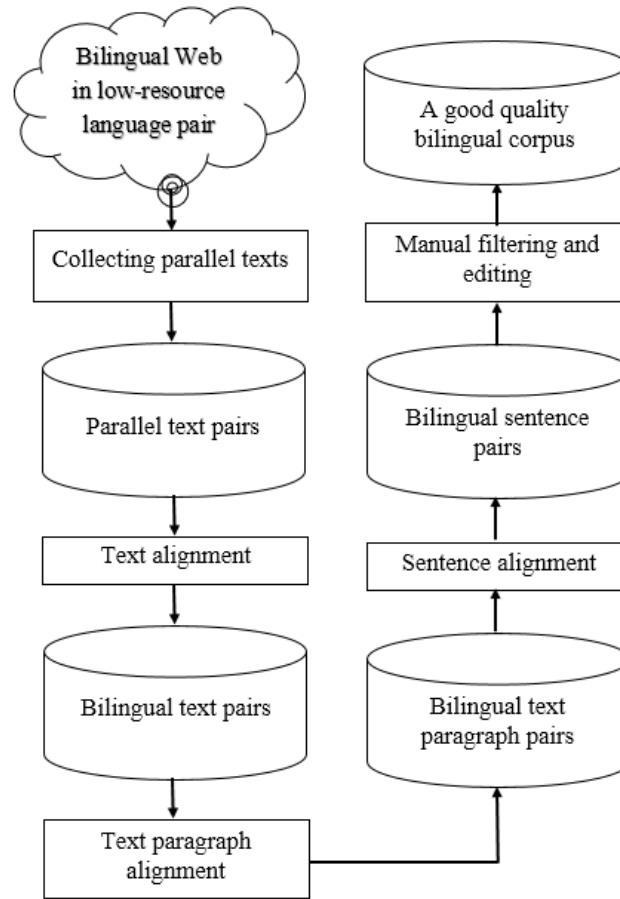 Bilingual Web
in low-resource
language pair
Collecting parallel texts
Parallel text pairs
Text alignment
Bilingual text pairs
Text paragraph
alignment
Bilingual text
paragraph pairs
Sentence alignment
Bilingual sentence
pairs
Manual filtering and
editing
A good quality
bilingual corpus